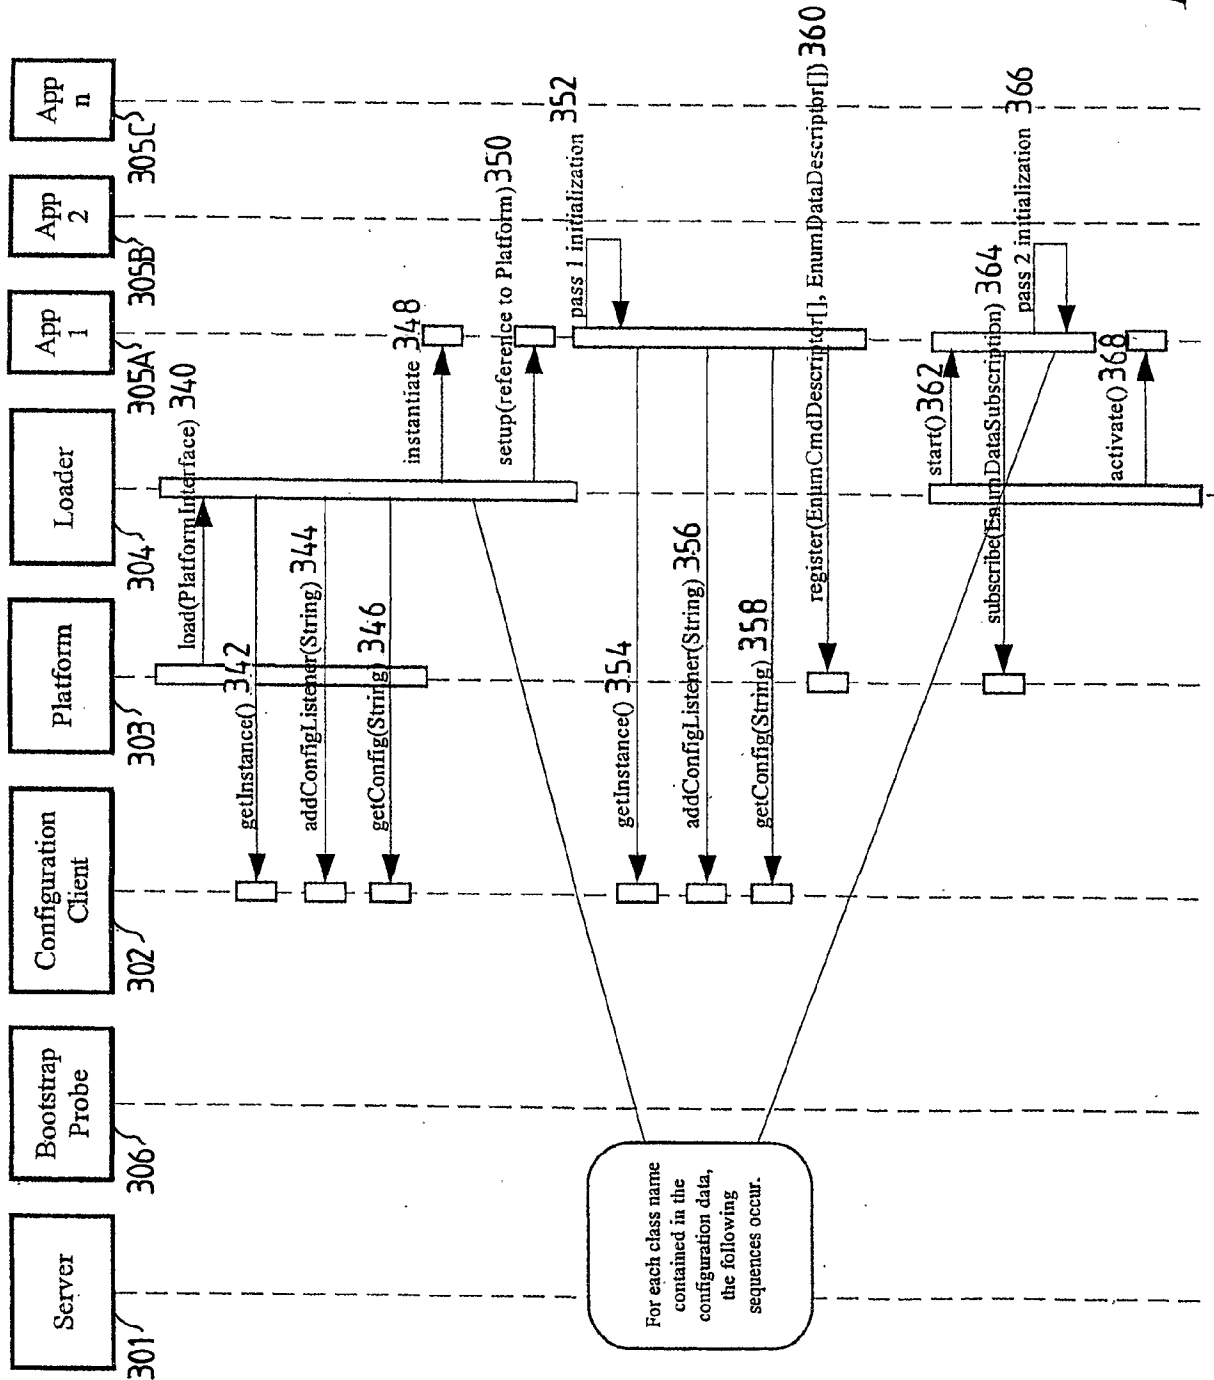 Server
301
Bootstrap
Probe
306
Configuration
Client
302
Platform
303
Loader
304
App
1
305A
App
2
305B
App
n
305C
load(PlatformInterface) 340
getInstance() 342
addConfigListener(String) 344
getConfig(String) 346
instantiate 348
setup(reference to Platform) 350
pass 1 initialization 352
getInstance() 354
addConfigListener(String) 356
getConfig(String) 358
register(EnumCmdDescriptor[], EnumDataDescriptor[]) 360
start() 362
subscribe(EnumDataSubscription) 364
pass 2 initialization 366
activate() 368
For each class name
contained in the
configuration data,
the following
sequences occur.